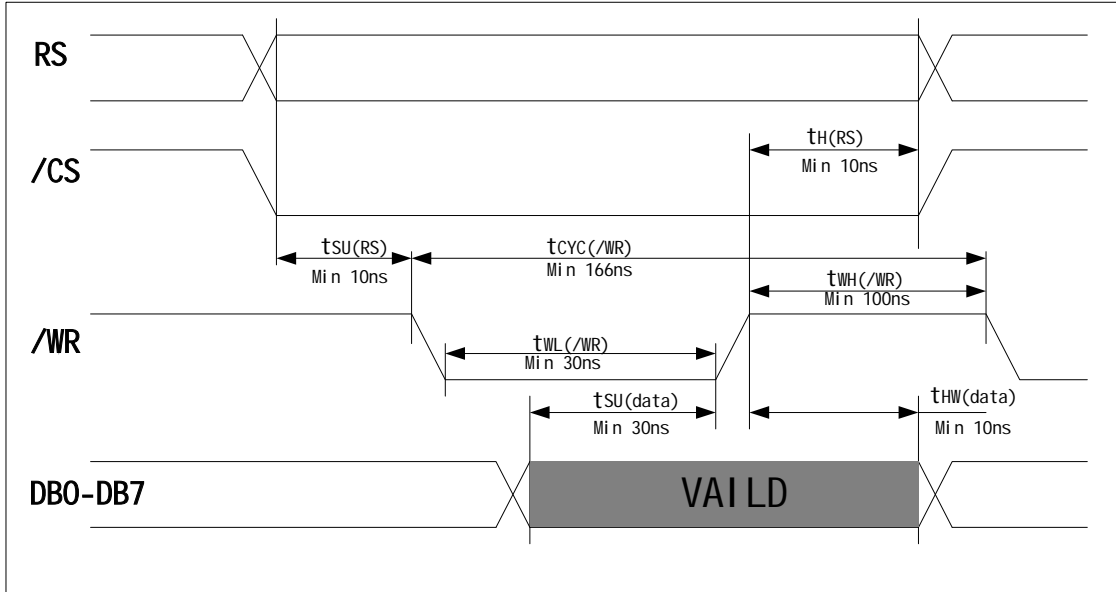 RS
tH(RS)
Min 10ns
/CS
tSU(RS)
Min 10ns
tCYC(/WR)
Min 166ns
tWH(/WR)
Min 100ns
/WR
tWL(/WR)
Min 30ns
tSU(data)
Min 30ns
tHW(data)
Min 10ns
DB0-DB7
VAILD